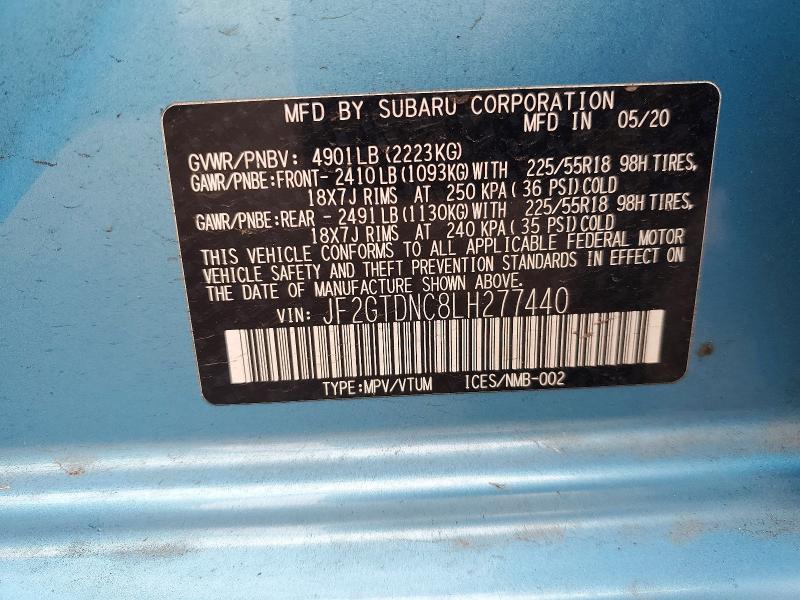 MFD BY SUBARU CORPORATION
MFD IN 05/20
GVWR/PNBV: 4901LB (2223KG)
GAWR/PNBE:FRONT- 2410 LB (1093KG)WITH 225/55R18 98H TIRES,
18X7J RIMS AT 250 KPA( 36 PSI)COLD
GAWR/PNBE:REAR - 2491 LB(1130KG)WITH 225/55R18 98H TIRES,
18X7J RIMS AT 240 KPA( 35 PSI)COLD
THIS VEHICLE CONFORMS TO ALL APPLICABLE FEDERAL MOTOR
VEHICLE SAFETY AND THEFT PREVENTION STANDARDS IN EFFECT ON
THE DATE OF MANUFACTURE SHOWN ABOVE.
VIN: JF2GTDNC8LH277440
TYPE:MPV/VTUM ICES/NMB-002